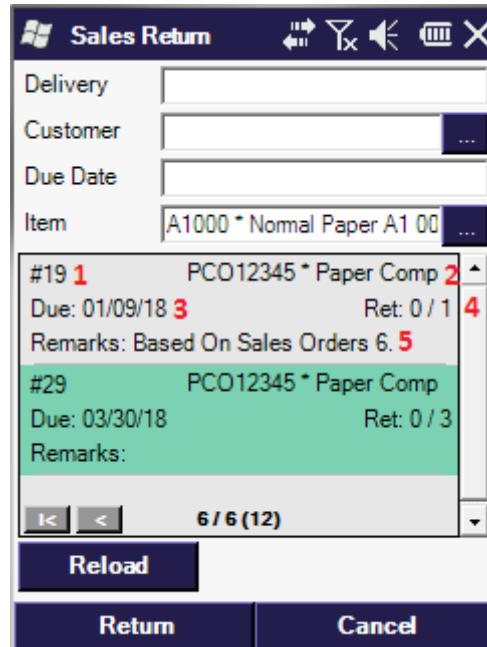 Sales Return
Delivery
Customer
...
Due Date
Item A1000 * Normal Paper A1 00 ...
#19 1 PCO12345 * Paper Comp 2
Due: 01/09/18 3 Ret: 0 / 1 4
Remarks: Based On Sales Orders 6. 5
#29 PCO12345 * Paper Comp
Due: 03/30/18 Ret: 0 / 3
Remarks:
I< < 6 / 6 (12)
Reload
Return Cancel